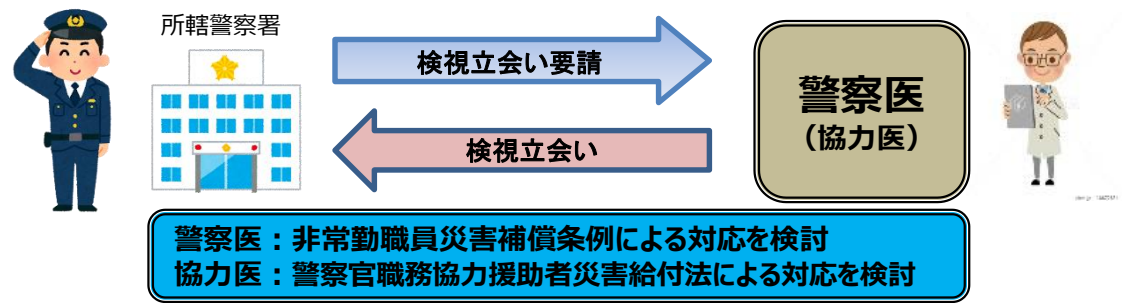 所轄警察署
検視立会い要請
検視立会い
警察医
（協力医）
警察医：非常勤職員災害補償条例による対応を検討
協力医：警察官職務協力援助者災害給付法による対応を検討